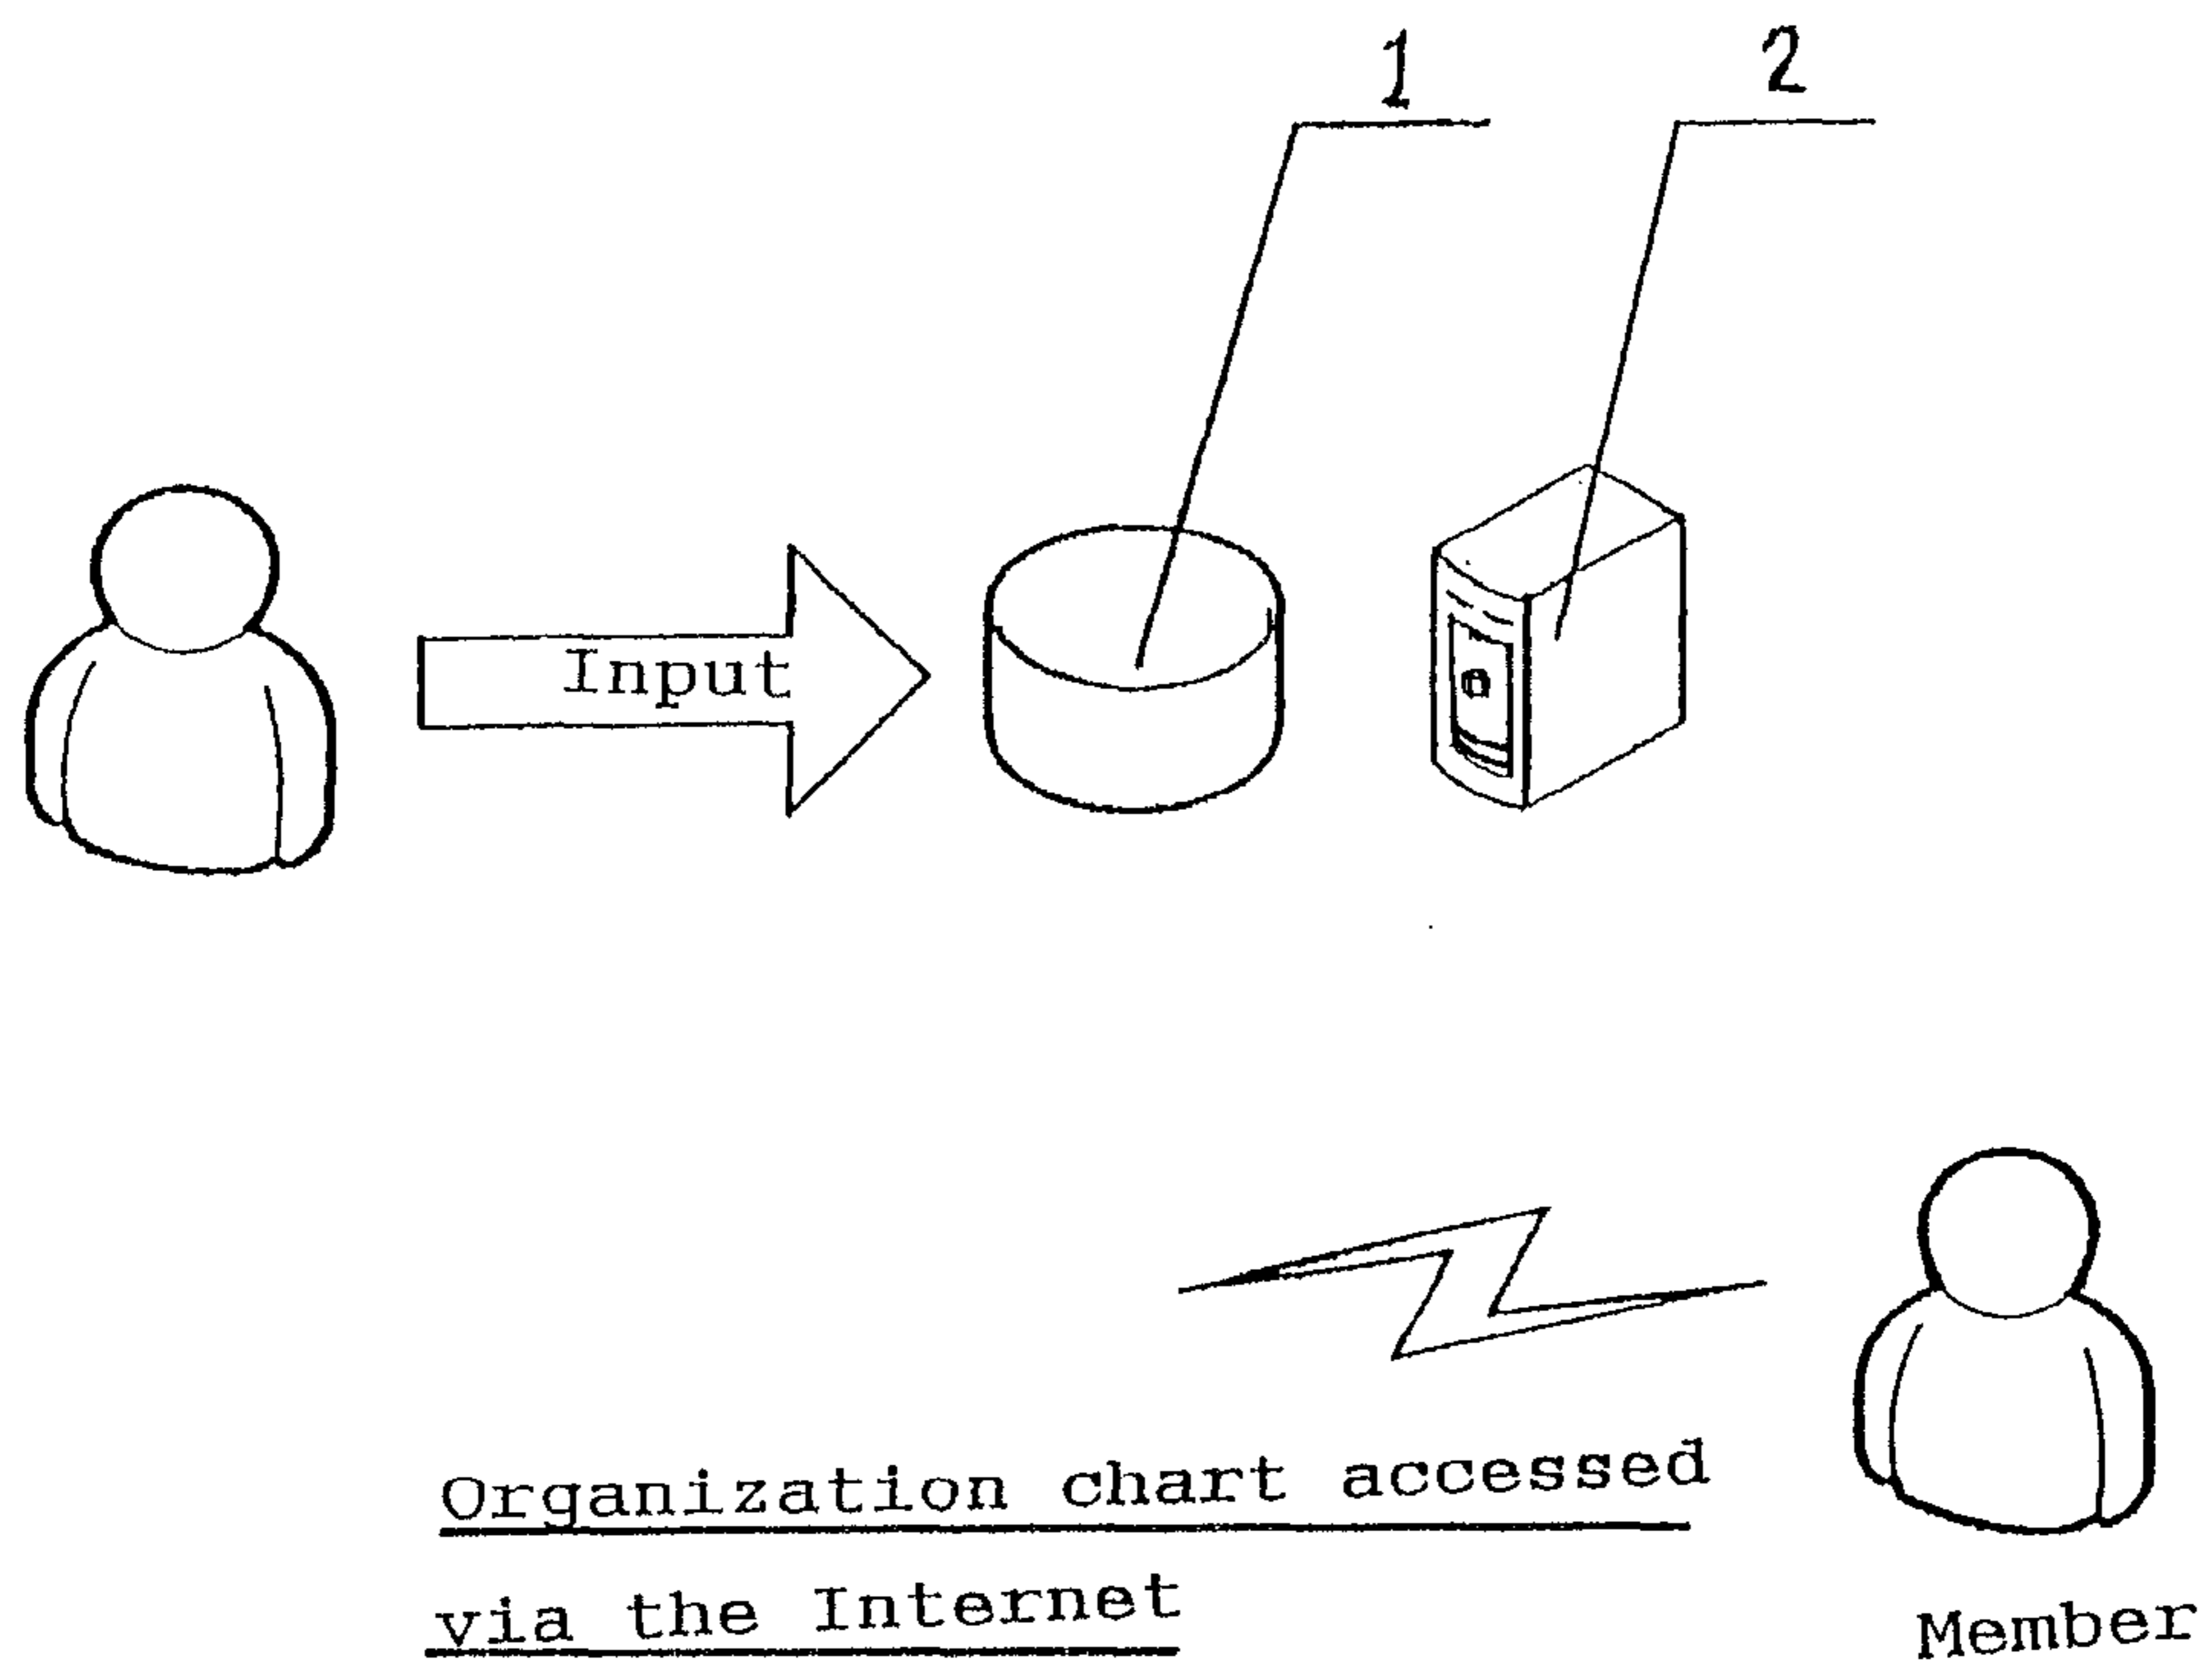 1 2
Input
Organization chart accessed
via the Internet
Member